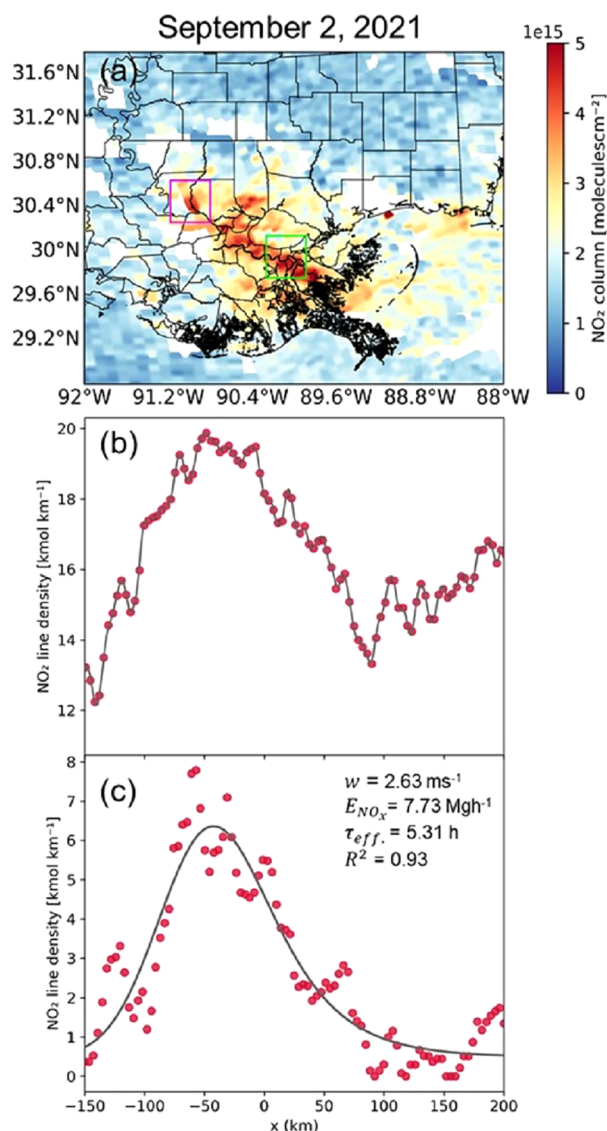 September 2, 2021
(a)
31.6°N
31.2°N
30.8°N
30.4°N
30°N
29.6°N
29.2°N
92°W 91.2°W 90.4°W 89.6°W 88.8°W 88°W
1e15
5
4
3
2
1
0
NO₂ column [moleculescm⁻²]
(b)
20
18
16
14
12
NO₂ line density [kmol km⁻¹]
(c)
w = 2.63 ms⁻¹
E_NOₓ = 7.73 Mgh⁻¹
τ_eff. = 5.31 h
R² = 0.93
8
7
6
5
4
3
2
1
0
NO₂ line density [kmol km⁻¹]
−150 −100 −50 0 50 100 150 200
x (km)